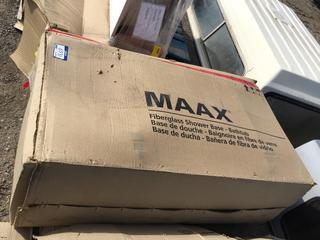 MAAX
Fiberglass Shower Base - Bathtub
Base de douche - Baignoire en fibre de verre
Base de ducha - Bañera de fibra de vidrio